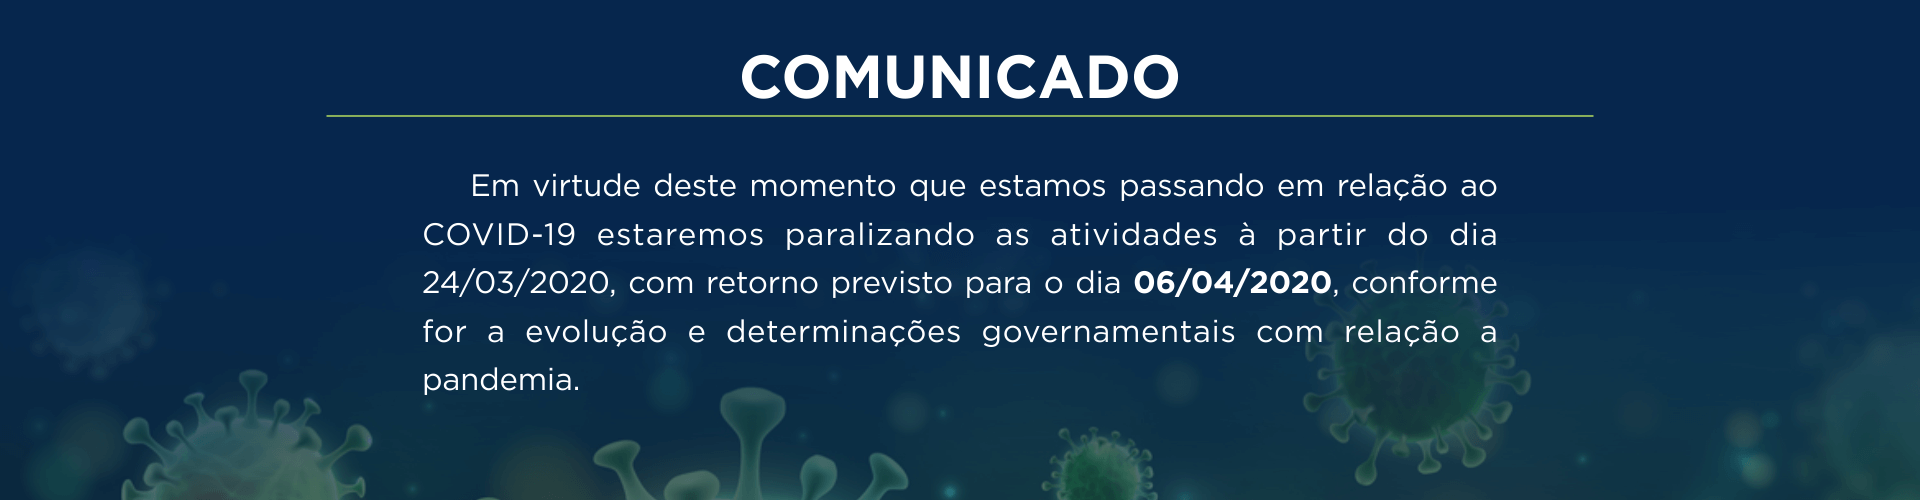 COMUNICADO
Em virtude deste momento que estamos passando em relação ao
COVID-19 estaremos paralizando as atividades à partir do dia
24/03/2020, com retorno previsto para o dia 06/04/2020, conforme
for a evolução e determinações governamentais com relação a
pandemia.